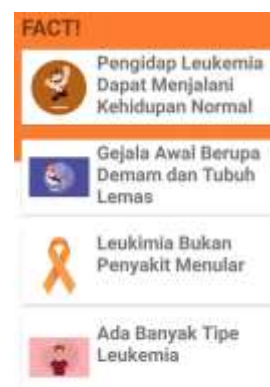 FACT!
Pengidap Leukemia
Dapat Menjalani
Kehidupan Normal
Gejala Awal Berupa
Demam dan Tubuh
Lemas
Leukimia Bukan
Penyakit Menular
Ada Banyak Tipe
Leukemia